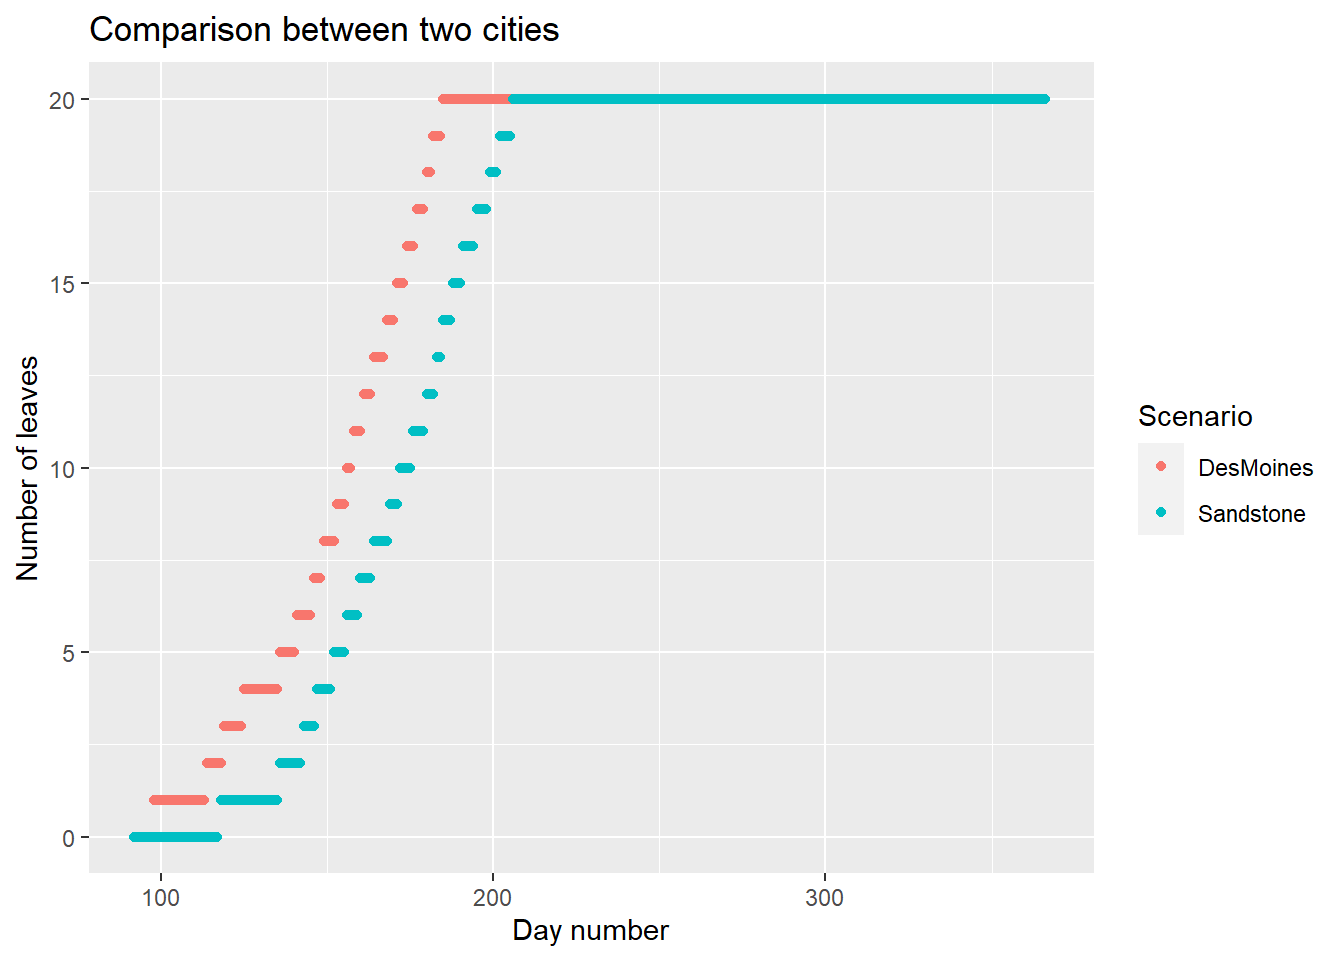 Comparison between two cities
20
15
10
5
0
Number of leaves
100 200 300
Day number
Scenario
DesMoines
Sandstone